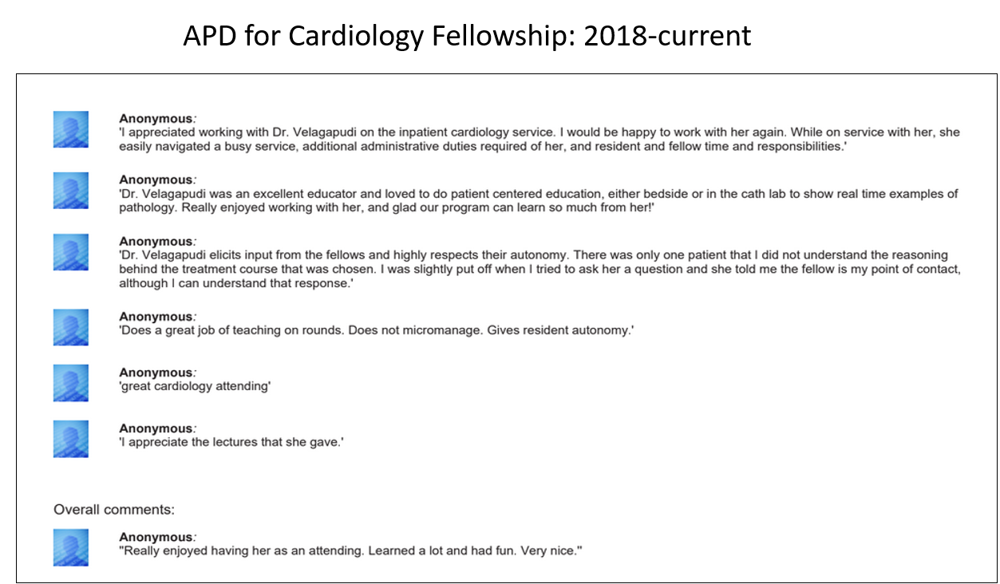 APD for Cardiology Fellowship: 2018-current
Anonymous:
'I appreciated working with Dr. Velagapudi on the inpatient cardiology service. I would be happy to work with her again. While on service with her, she
easily navigated a busy service, additional administrative duties required of her, and resident and fellow time and responsibilities.'
Anonymous:
'Dr. Velagapudi was an excellent educator and loved to do patient centered education, either bedside or in the cath lab to show real time examples of
pathology. Really enjoyed working with her, and glad our program can learn so much from her!'
Anonymous:
'Dr. Velagapudi elicits input from the fellows and highly respects their autonomy. There was only one patient that I did not understand the reasoning
behind the treatment course that was chosen. I was slightly put off when I tried to ask her a question and she told me the fellow is my point of contact,
although I can understand that response.'
Anonymous:
'Does a great job of teaching on rounds. Does not micromanage. Gives resident autonomy.'
Anonymous:
'great cardiology attending'
Anonymous:
'I appreciate the lectures that she gave.'
Overall comments:
Anonymous:
"Really enjoyed having her as an attending. Learned a lot and had fun. Very nice."